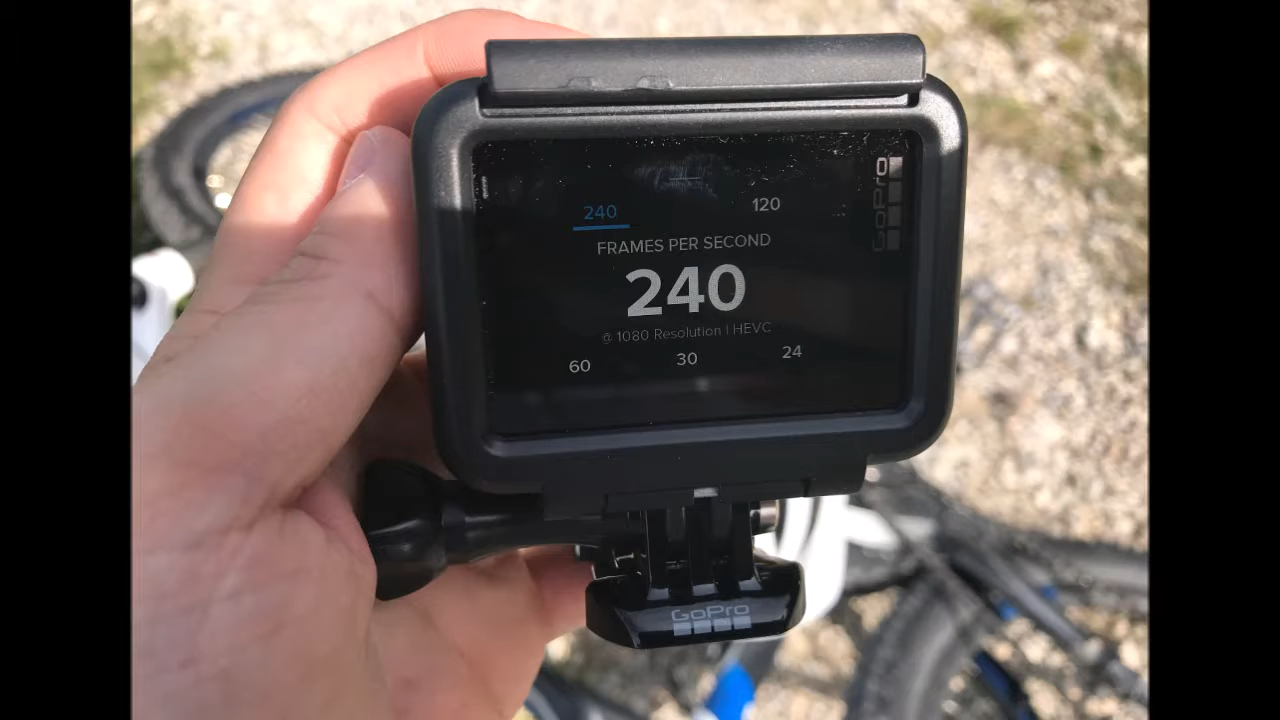 240 120
FRAMES PER SECOND
240
@ 1080 Resolution | HEVC
60 30 24
GoPro
GoPro